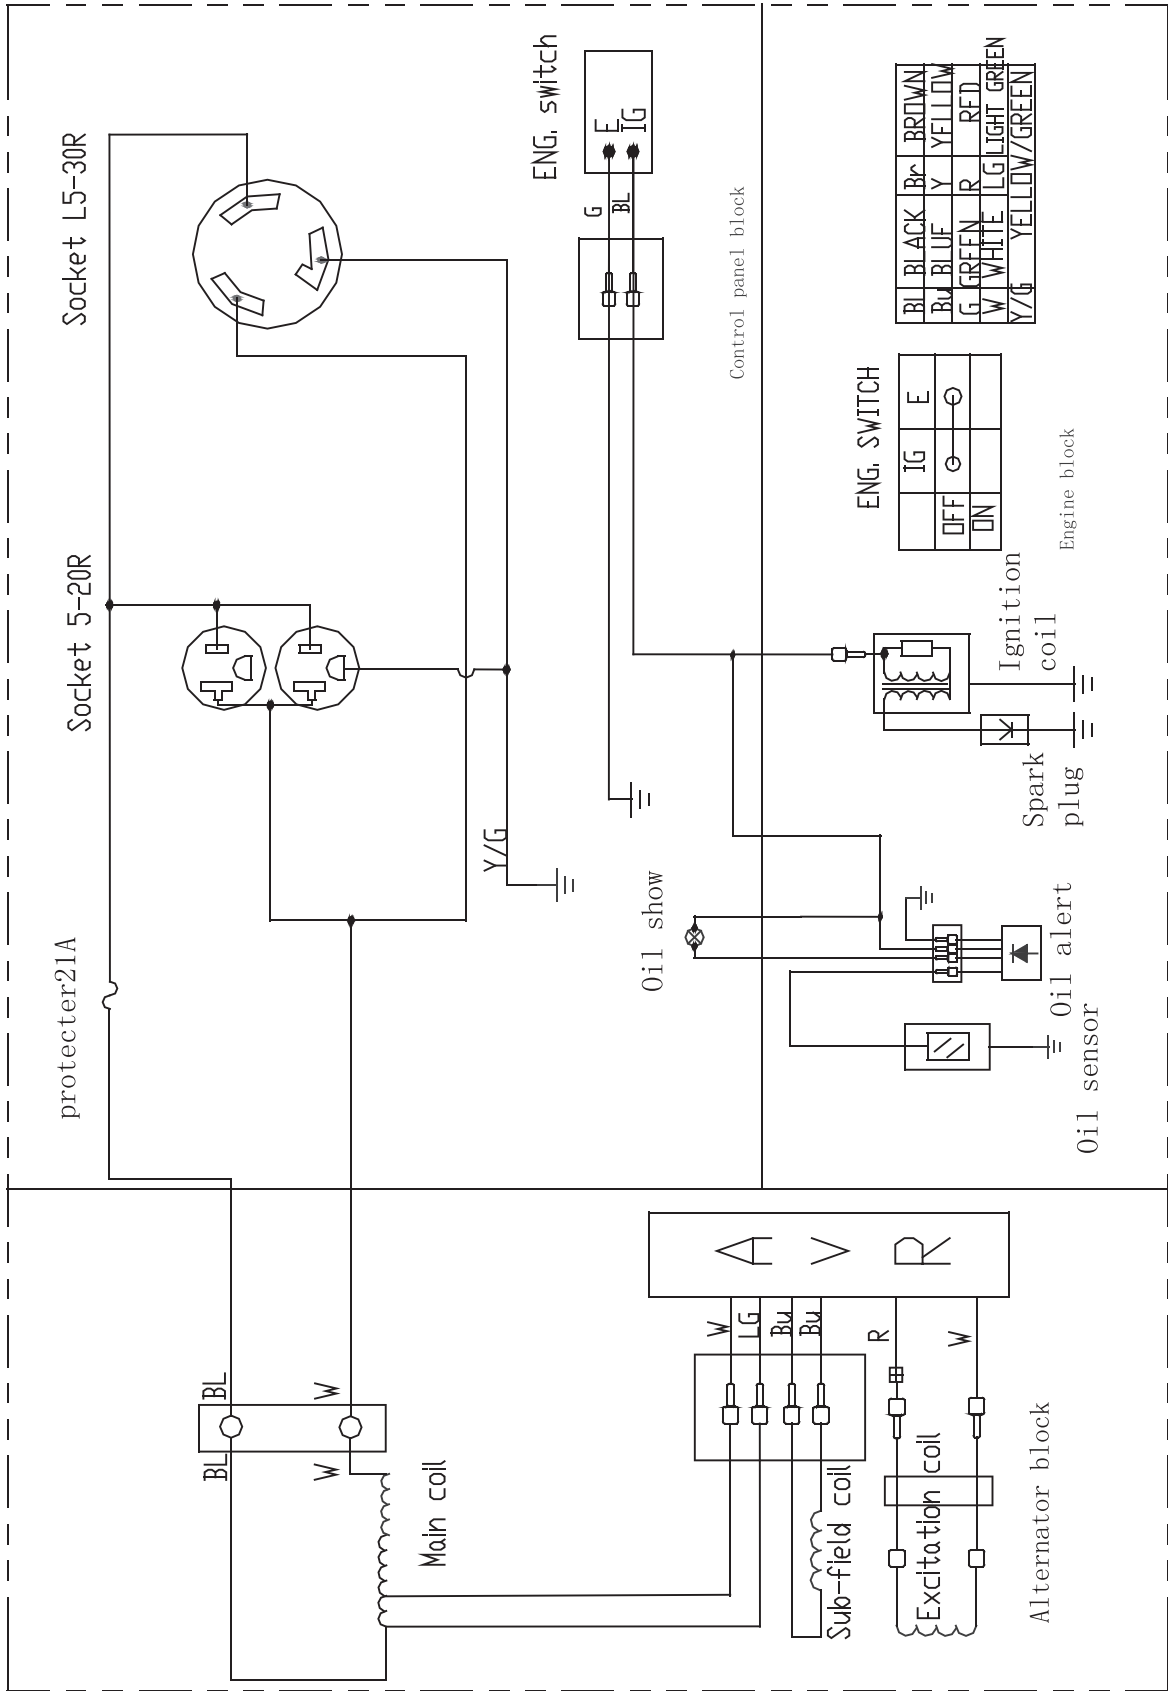 Socket L5-30R
Socket 5-20R
protecter21A
ENG. switch
E
IG
G
BL
Control panel block
Y/G
Oil show
Bl BLACK Br BROWN
Bu BLUE Y YELLOW
G GREEN R RED
W WHITE LG LIGHT GREEN
Y/G YELLOW/GREEN
ENG. SWITCH
IG E
OFF
ON
Engine block
Ignition
coil
Spark
plug
Oil alert
Oil sensor
BL
W
BL
W
Main coil
A V R
W
LG
Bu
Bu
R
W
Sub-field coil
Excitation coil
Alternator block